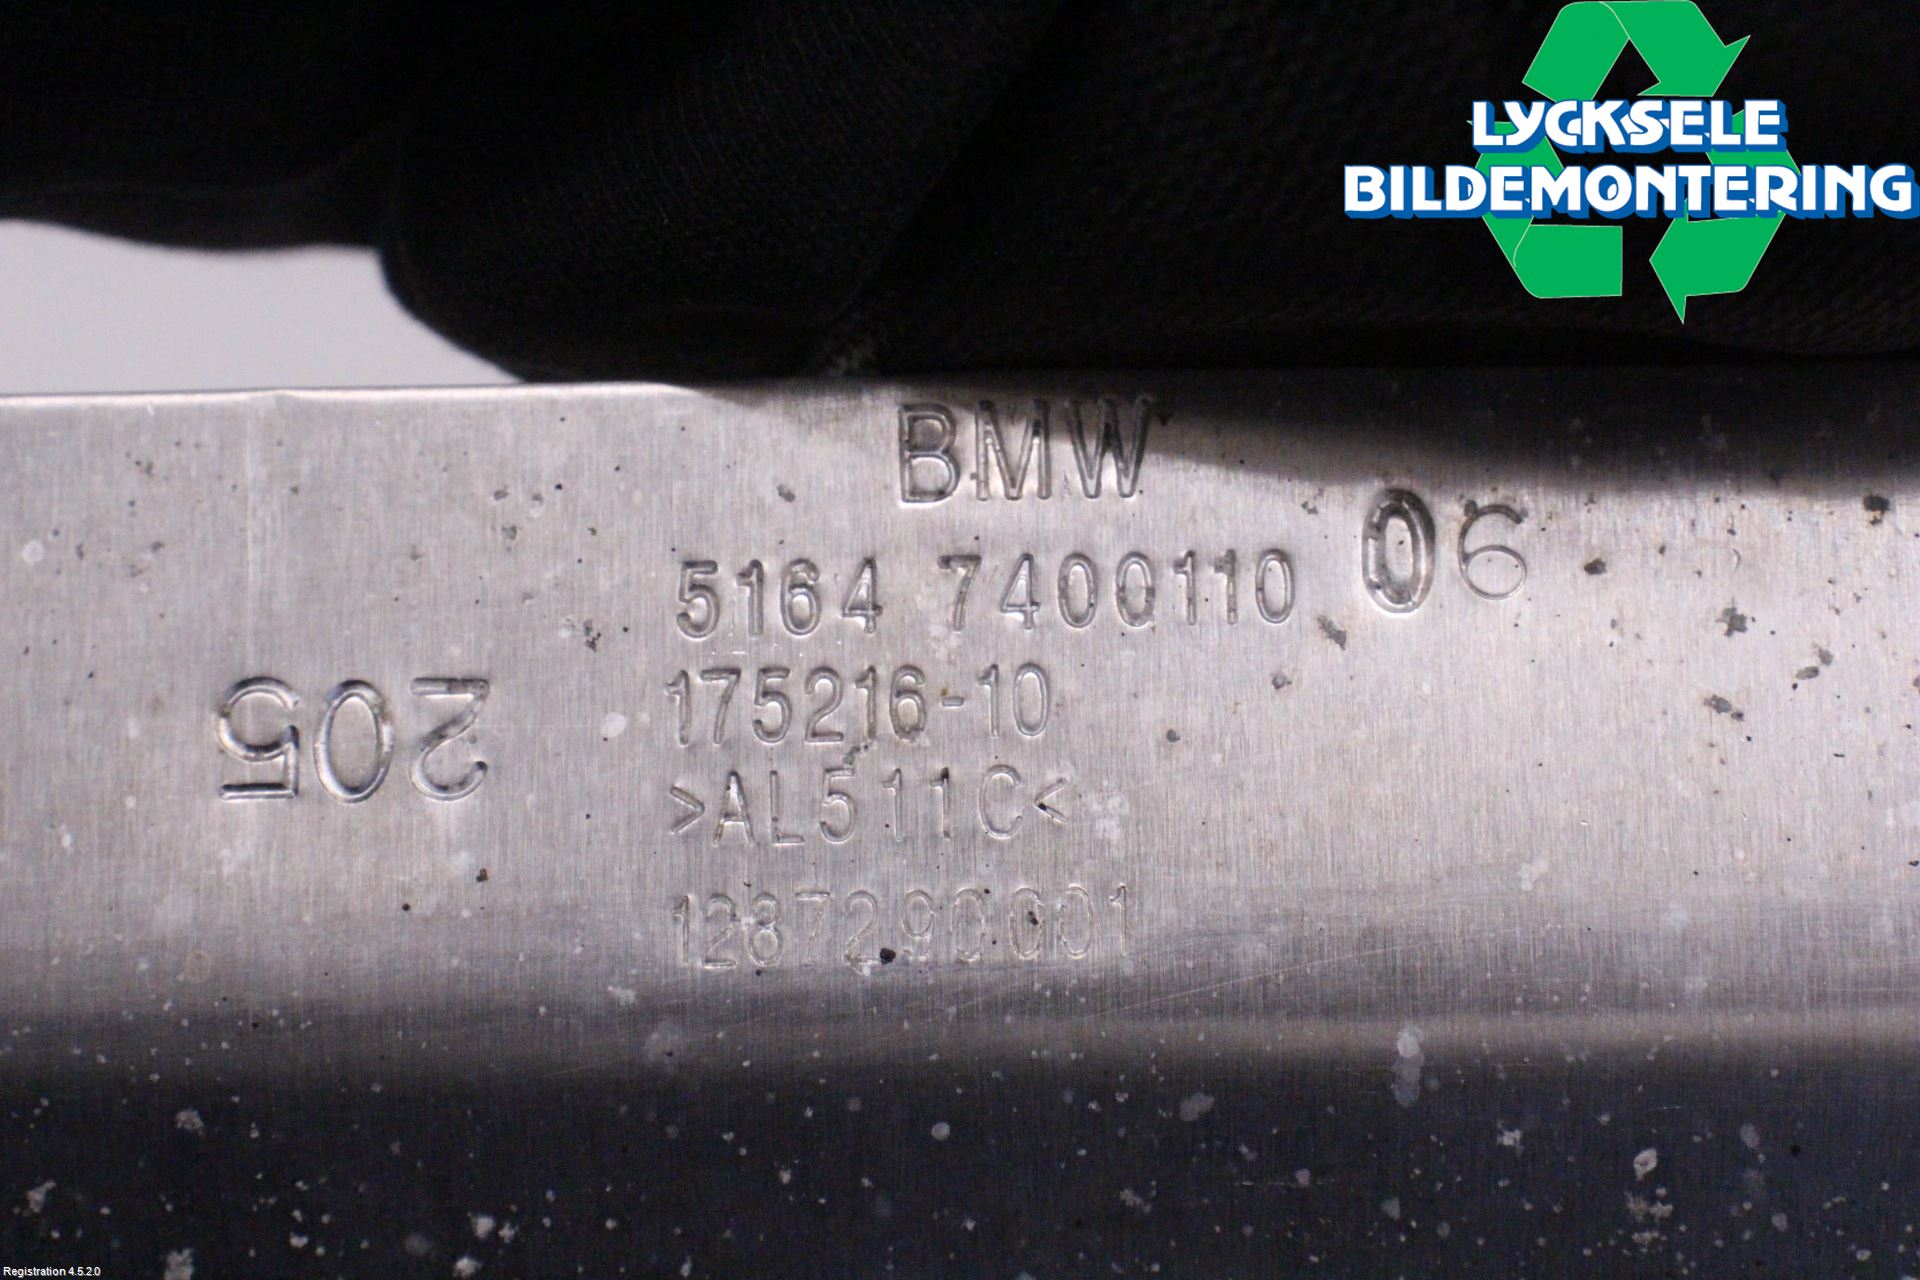 LYCKSELE
BILDEMONTERING
BMW
06
5164 7400110
205
175216-10
>AL511C<
1287290001
Registration 4.5.2.0